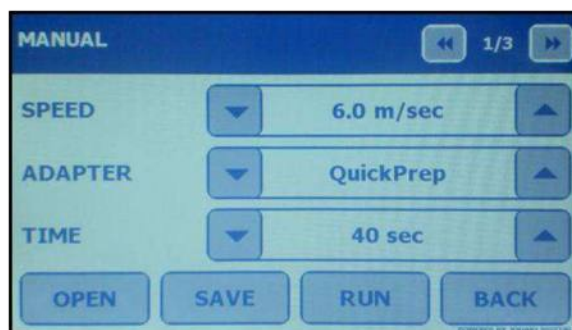 MANUAL 1/3
SPEED 6.0 m/sec
ADAPTER QuickPrep
TIME 40 sec
OPEN SAVE RUN BACK